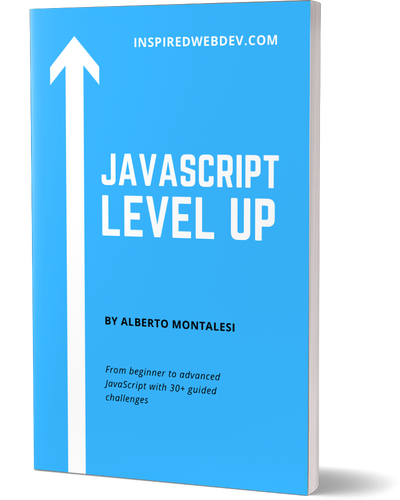 INSPIREDWEBDEV.COM
JAVASCRIPT
LEVEL UP
BY ALBERTO MONTALESI
From beginner to advanced
JavaScript with 30+ guided
challenges